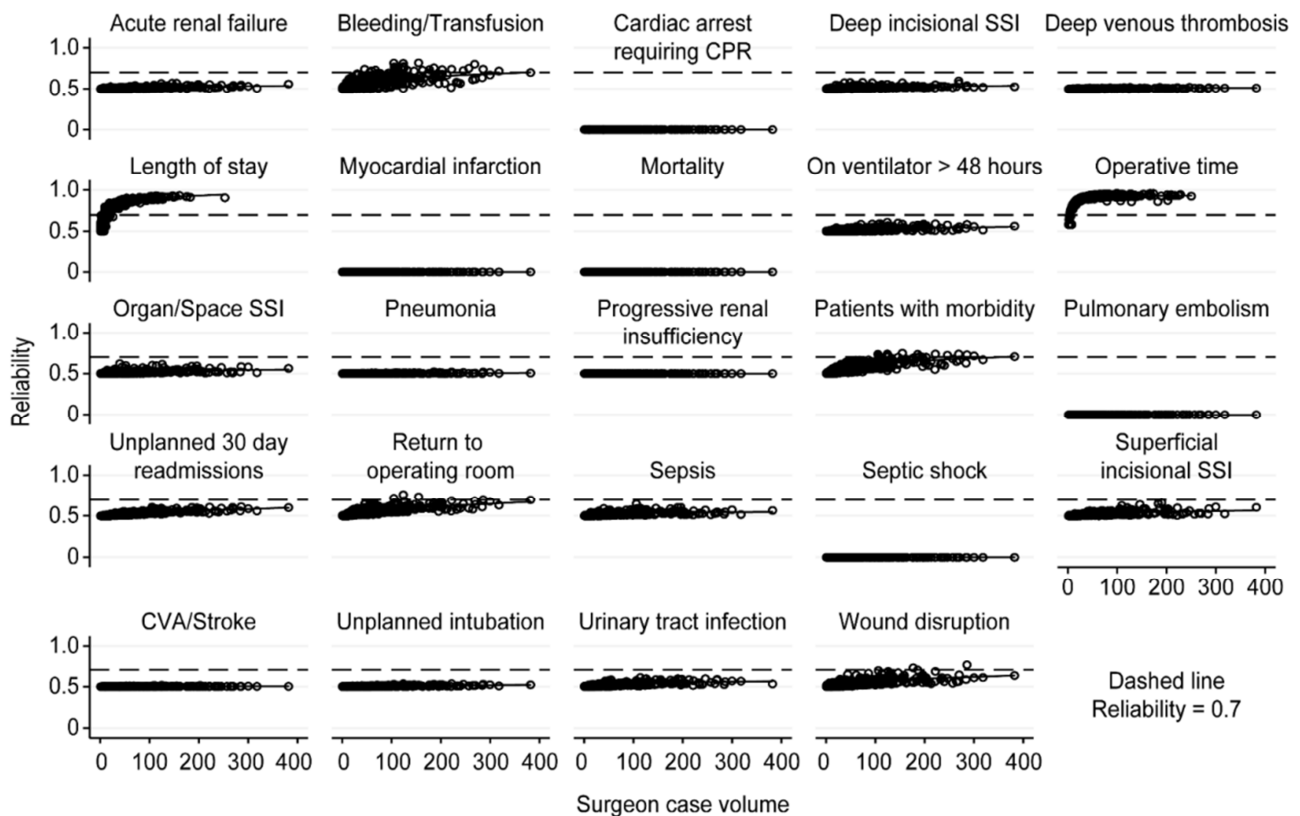 Acute renal failure
Bleeding/Transfusion
Cardiac arrest
requiring CPR
Deep incisional SSI
Deep venous thrombosis
1.0
0.5
0
Length of stay
Myocardial infarction
Mortality
On ventilator > 48 hours
Operative time
1.0
0.5
0
Organ/Space SSI
Pneumonia
Progressive renal
insufficiency
Patients with morbidity
Pulmonary embolism
1.0
0.5
0
Reliability
Unplanned 30 day
readmissions
Return to
operating room
Sepsis
Septic shock
Superficial
incisional SSI
1.0
0.5
0
0 100 200 300 400
CVA/Stroke
Unplanned intubation
Urinary tract infection
Wound disruption
1.0
0.5
0
Dashed line
Reliability = 0.7
0 100 200 300 400
0 100 200 300 400
0 100 200 300 400
0 100 200 300 400
Surgeon case volume